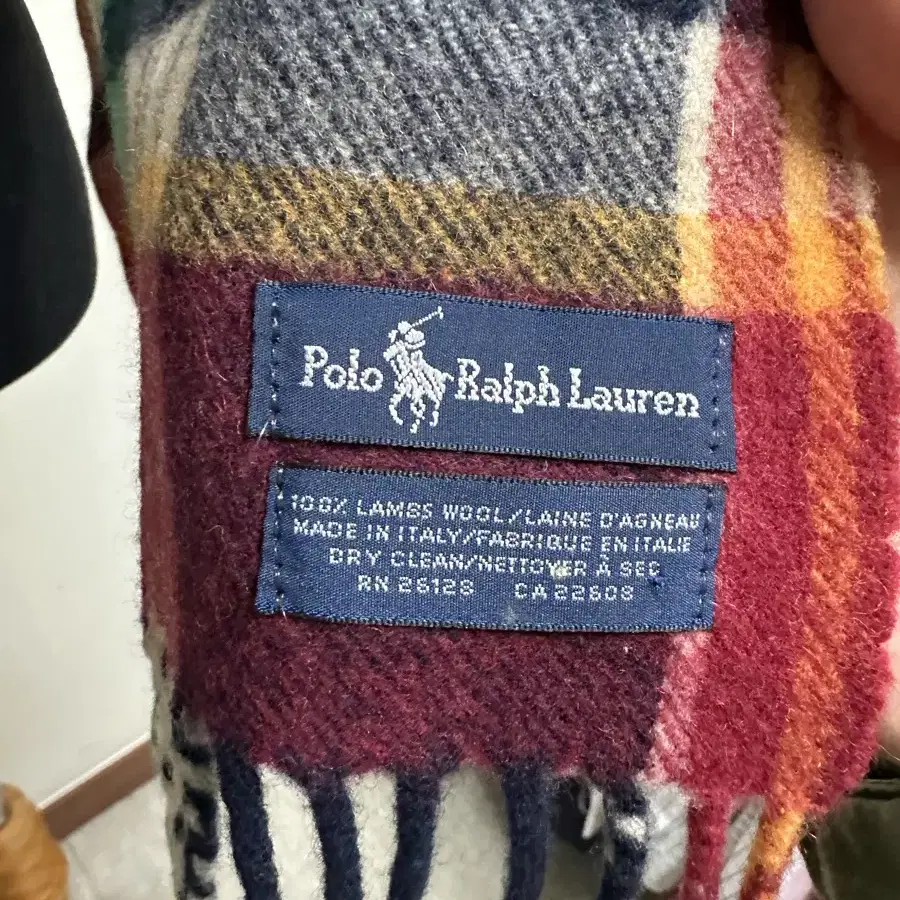 Polo Ralph Lauren
100% LAMBS WOOL/LAINE D'AGNEAU
MADE IN ITALY/FABRIQUE EN ITALIE
DRY CLEAN/NETTOYER À SEC
RN 26128 CA 22608